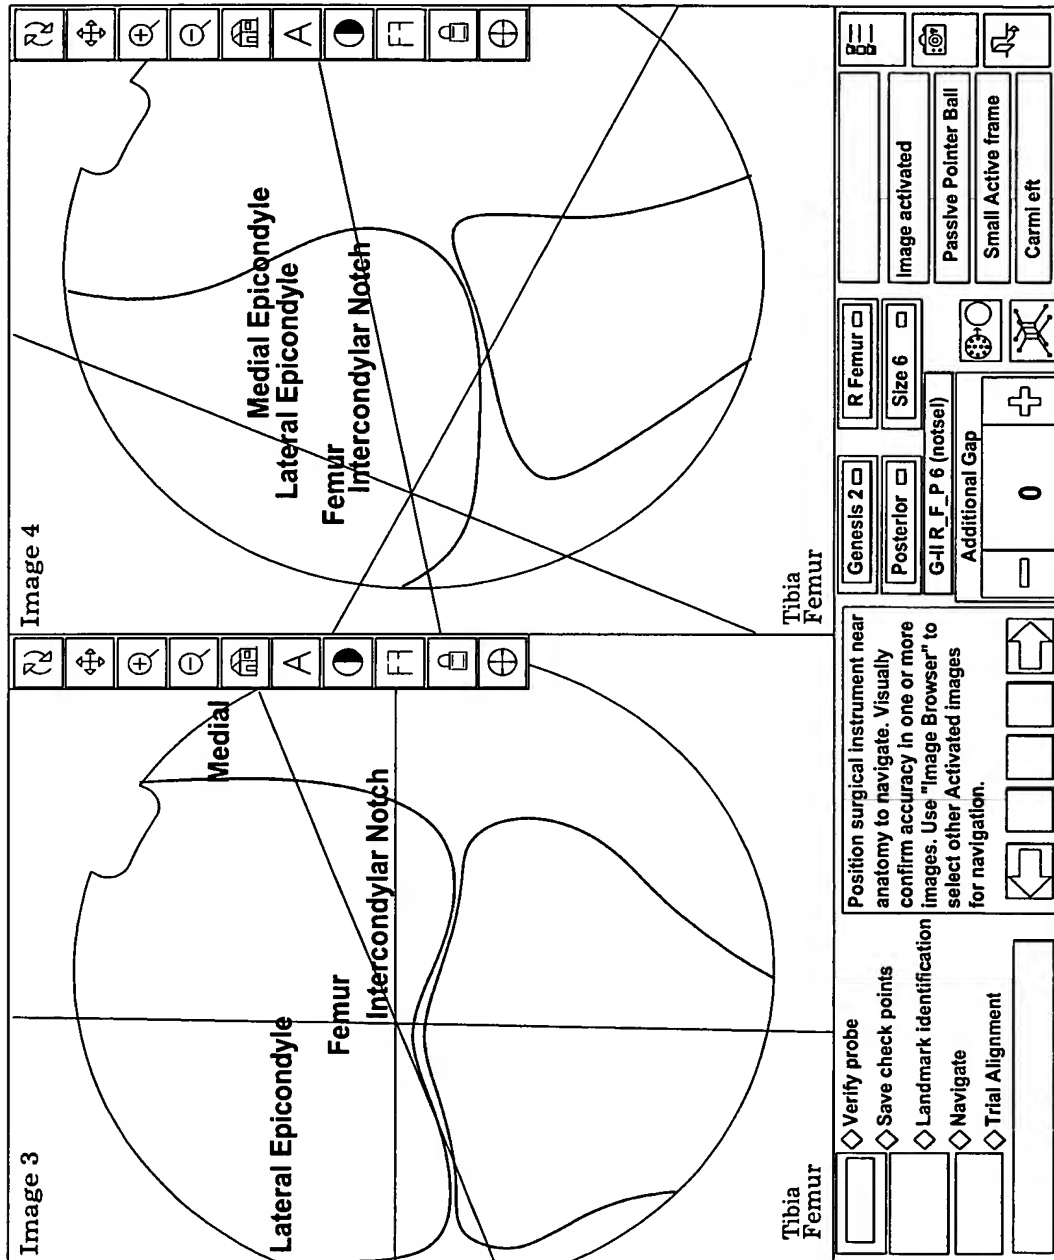 Image 3
Medial
Lateral Epicondyle
Femur
Intercondylar Notch
Tibia
Femur
Image 4
Medial Epicondyle
Lateral Epicondyle
Femur
Intercondylar Notch
Tibia
Femur
Verify probe
Save check points
Landmark identification
Navigate
Trial Alignment
Position surgical instrument near
anatomy to navigate. Visually
confirm accuracy in one or more
images. Use "Image Browser" to
select other Activated images
for navigation.
Genesis 2
R Femur
Posterior
Size 6
G-II R_F_P 6 (notsel)
Additional Gap
0
Image activated
Passive Pointer Ball
Small Active frame
Carmi eft